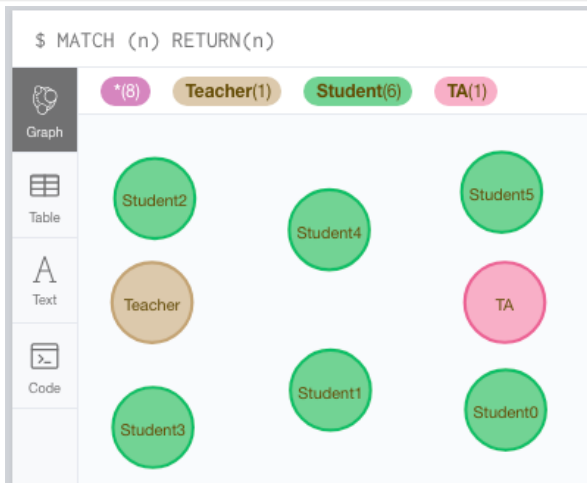 $ MATCH (n) RETURN(n)
*(8) Teacher(1) Student(6) TA(1)
Graph
Table
Text
Code
Student2
Student4
Student5
Teacher
TA
Student3
Student1
Student0